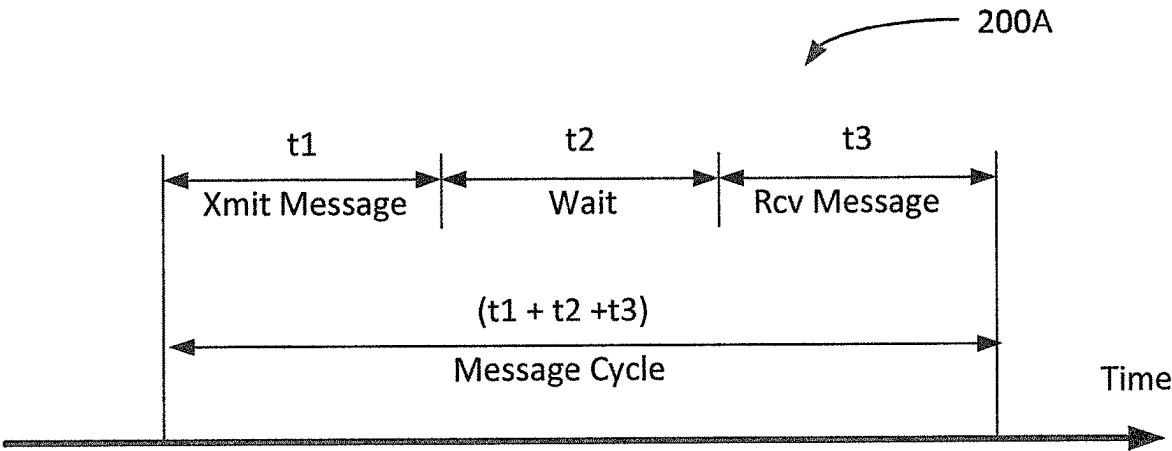 200A
t1 t2 t3
Xmit Message Wait Rcv Message
(t1 + t2 +t3)
Message Cycle
Time